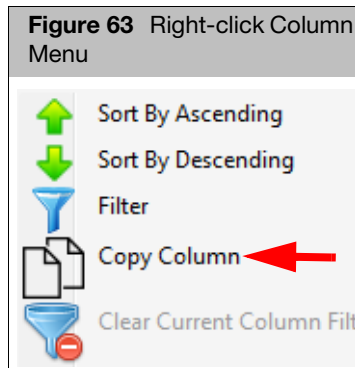 Figure 63 Right-click Column
Menu
Sort By Ascending
Sort By Descending
Filter
Copy Column
Clear Current Column Filt